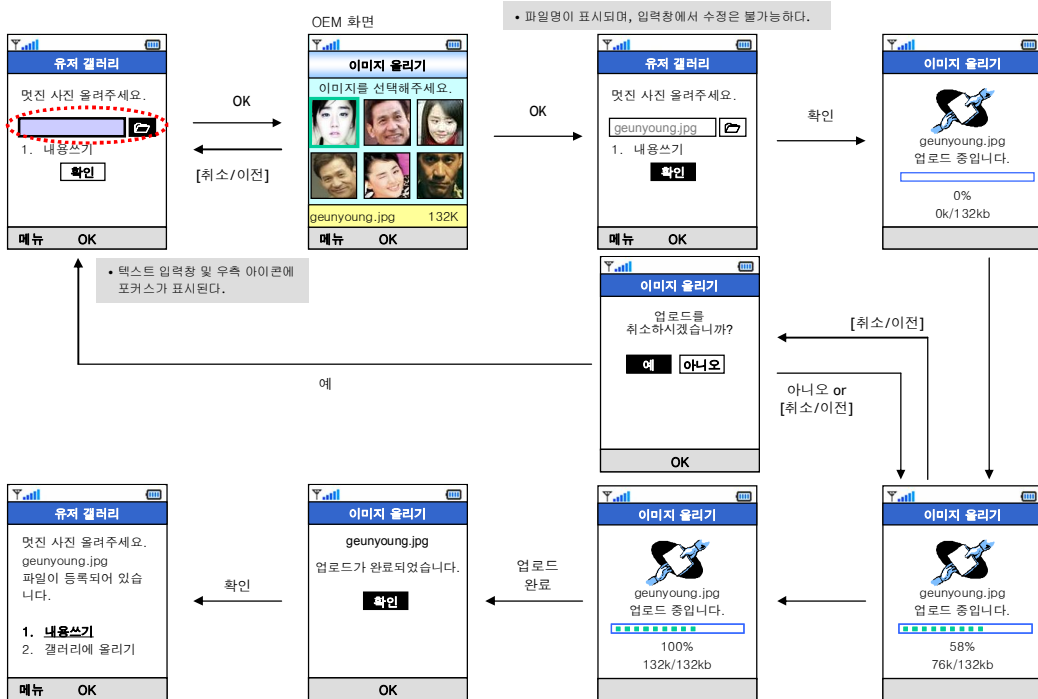 OEM 화면
• 파일명이 표시되며, 입력창에서 수정은 불가능하다.
유저 갤러리
멋진 사진 올려주세요.
1. 내용쓰기
확인
메뉴 OK
OK
[취소/이전]
이미지 올리기
이미지를 선택해주세요.
geunyoung.jpg 132K
메뉴 OK
OK
유저 갤러리
멋진 사진 올려주세요.
geunyoung.jpg
1. 내용쓰기
확인
메뉴 OK
확인
이미지 올리기
geunyoung.jpg
업로드 중입니다.
0%
0k/132kb
• 텍스트 입력창 및 우측 아이콘에
포커스가 표시된다.
이미지 올리기
업로드를
취소하시겠습니까?
예 아니오
OK
[취소/이전]
예
아니오 or
[취소/이전]
유저 갤러리
멋진 사진 올려주세요.
geunyoung.jpg
파일이 등록되어 있습
니다.
1. 내용쓰기
2. 갤러리에 올리기
메뉴 OK
확인
이미지 올리기
geunyoung.jpg
업로드가 완료되었습니다.
확인
OK
업로드
완료
이미지 올리기
geunyoung.jpg
업로드 중입니다.
100%
132k/132kb
이미지 올리기
geunyoung.jpg
업로드 중입니다.
58%
76k/132kb